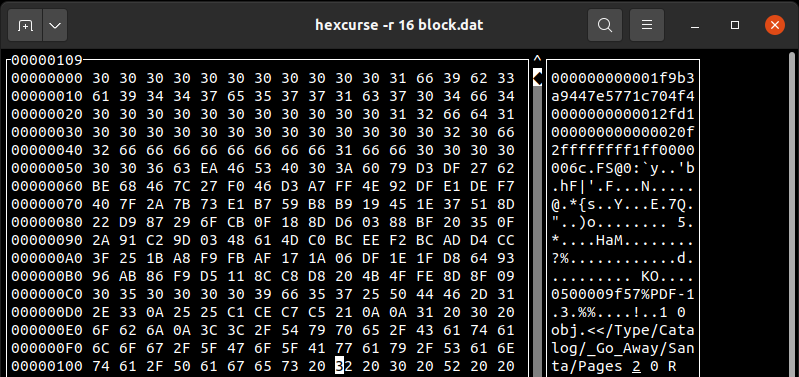 hexcurse -r 16 block.dat
00000109
00000000 30 30 30 30 30 30 30 30 30 30 30 31 66 39 62 33 000000000001f9b3
00000010 61 39 34 34 37 65 35 37 37 31 63 37 30 34 66 34 a9447e5771c704f4
00000020 30 30 30 30 30 30 30 30 30 30 30 31 32 66 64 31 0000000000012fd1
00000030 30 30 30 30 30 30 30 30 30 30 30 30 30 32 30 66 000000000000020f
00000040 32 66 66 66 66 66 66 66 66 31 66 66 30 30 30 30 2ffffffff1ff0000
00000050 30 30 36 63 EA 46 53 40 30 3A 60 79 D3 DF 27 62 006c.FS@0:`y..'b
00000060 BE 68 46 7C 27 F0 46 D3 A7 FF 4E 92 DF E1 DE F7 .hF|'.F...N.....
00000070 40 7F 2A 7B 73 E1 B7 59 B8 B9 19 45 1E 37 51 8D @.*{s..Y...E.7Q.
00000080 22 D9 87 29 6F CB 0F 18 8D D6 03 88 BF 20 35 0F "..)o........ 5.
00000090 2A 91 C2 9D 03 48 61 4D C0 BC EE F2 BC AD D4 CC *....HaM........
000000A0 3F 25 1B A8 F9 FB AF 17 1A 06 DF 1E 1F D8 64 93 ?%............d.
000000B0 96 AB 86 F9 D5 11 8C C8 D8 20 4B 4F FE 8D 8F 09 ......... KO....
000000C0 30 35 30 30 30 30 39 66 35 37 25 50 44 46 2D 31 0500009f57%PDF-1
000000D0 2E 33 0A 25 25 C1 CE C7 C5 21 0A 0A 31 20 30 20 .3.%%....!..1 0
000000E0 6F 62 6A 0A 3C 3C 2F 54 79 70 65 2F 43 61 74 61 obj.<</Type/Cata
000000F0 6C 6F 67 2F 5F 47 6F 5F 41 77 61 79 2F 53 61 6E log/_Go_Away/San
00000100 74 61 2F 50 61 67 65 73 20 32 20 30 20 52 20 20 ta/Pages 2 0 R